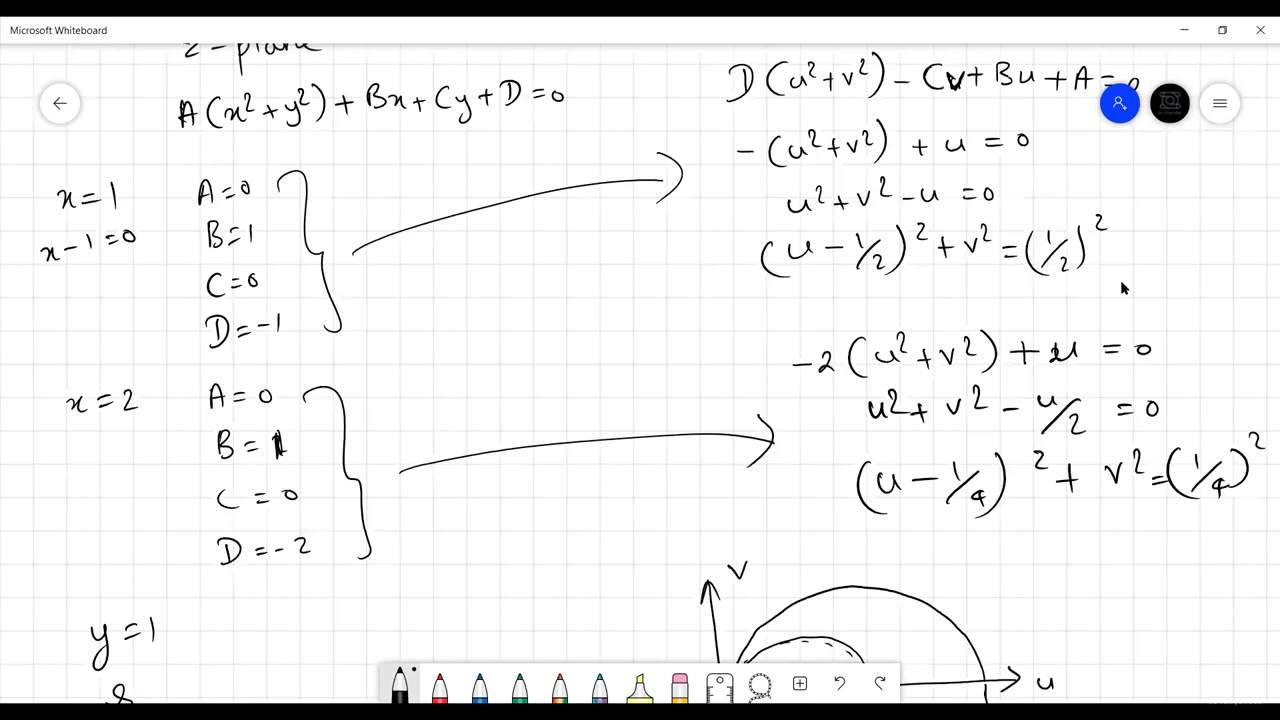 Microsoft Whiteboard
z-plane
A(x²+y²)+Bx+Cy+D=0
x=1
x-1=0
A=0
B=1
C=0
D=-1
x=2
A=0
B=1
C=0
D=-2
y=1
D(u²+v²)-Cv+Bu+A=0
-(u²+v²)+u=0
u²+v²-u=0
(u-1/2)²+v²=(1/2)²
-2(u²+v²)+u=0
u²+v²-u/2=0
(u-1/4)²+v²=(1/4)²
v
u